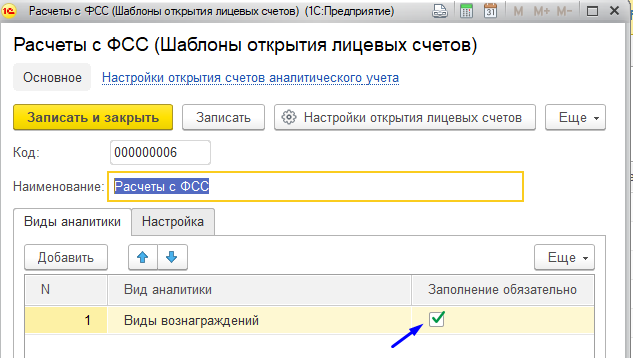 1С Расчеты с ФСС (Шаблоны открытия лицевых счетов) (1С:Предприятие) 31 M M+ M-
Расчеты с ФСС (Шаблоны открытия лицевых счетов)
Основное Настройки открытия счетов аналитического учета
Записать и закрыть Записать Настройки открытия лицевых счетов Еще
Код: 000000006
Наименование: Расчеты с ФСС
Виды аналитики Настройка
Добавить Еще
N Вид аналитики Заполнение обязательно
1 Виды вознаграждений